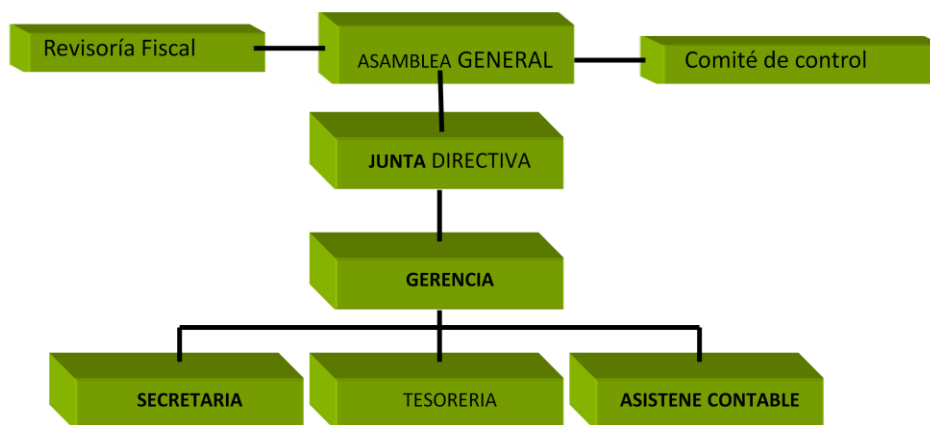 Revisoría Fiscal
ASAMBLEA GENERAL
Comité de control
JUNTA DIRECTIVA
GERENCIA
SECRETARIA
TESORERIA
ASISTENE CONTABLE